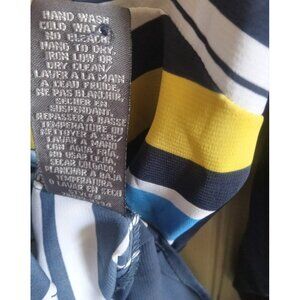 HAND WASH
COLD WATER
NO BLEACH
HAND TO DRY,
IRON LOW OR
DRY CLEAN/
LAVER A LA MAIN
A EAU FROIDE,
NE PAS BLANCHIR,
SECHER EN
SUSPENDANT,
REPASSER A BASSE
TEMPERATURE OU
NETTOYER A SEC/
LAVAR A MANO
CON AGUA FRIA,
NO USAR LEJIA
SECAR COLGADO,
PLANCHAR A BAJA
TEMPERATURA
O LAVAR EN SECO